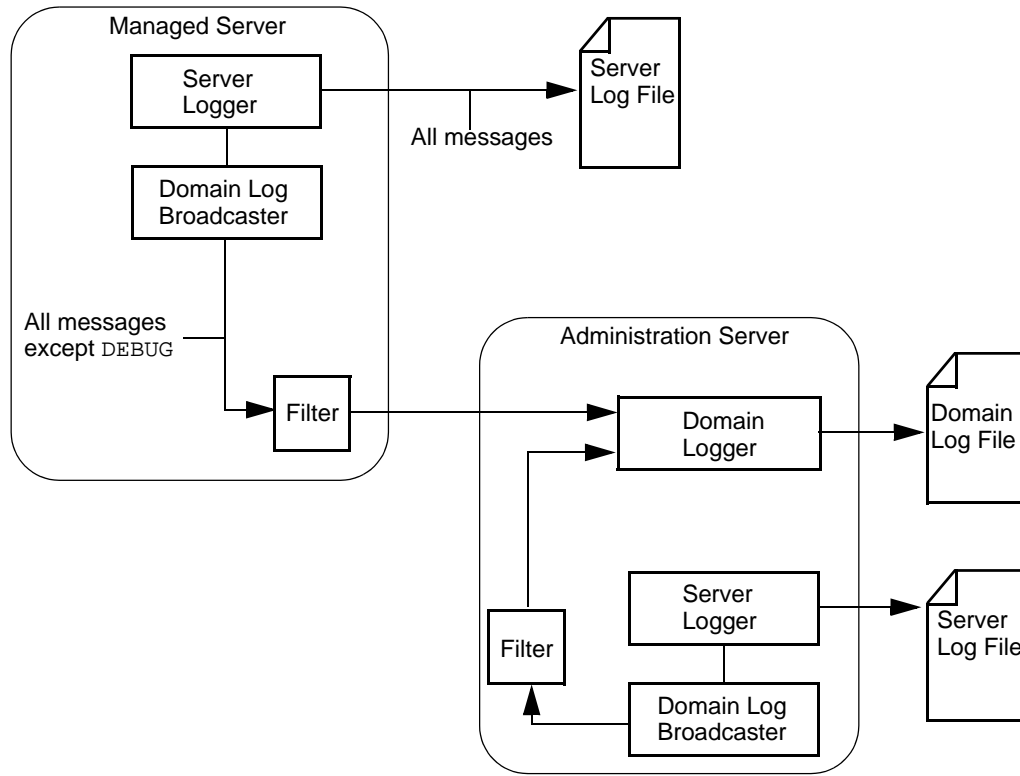 Managed Server
Server
Logger
Server
Log File
All messages
Domain Log
Broadcaster
All messages
except DEBUG
Filter
Administration Server
Domain
Logger
Domain
Log File
Server
Logger
Server
Log File
Filter
Domain Log
Broadcaster